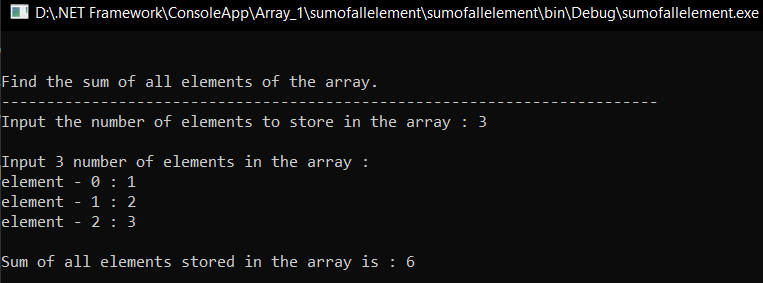 D:\.NET Framework\ConsoleApp\Array_1\sumofallelement\sumofallelement\bin\Debug\sumofallelement.exe
Find the sum of all elements of the array.
-------------------------------------------------------------------------
Input the number of elements to store in the array : 3
Input 3 number of elements in the array :
element - 0 : 1
element - 1 : 2
element - 2 : 3
Sum of all elements stored in the array is : 6